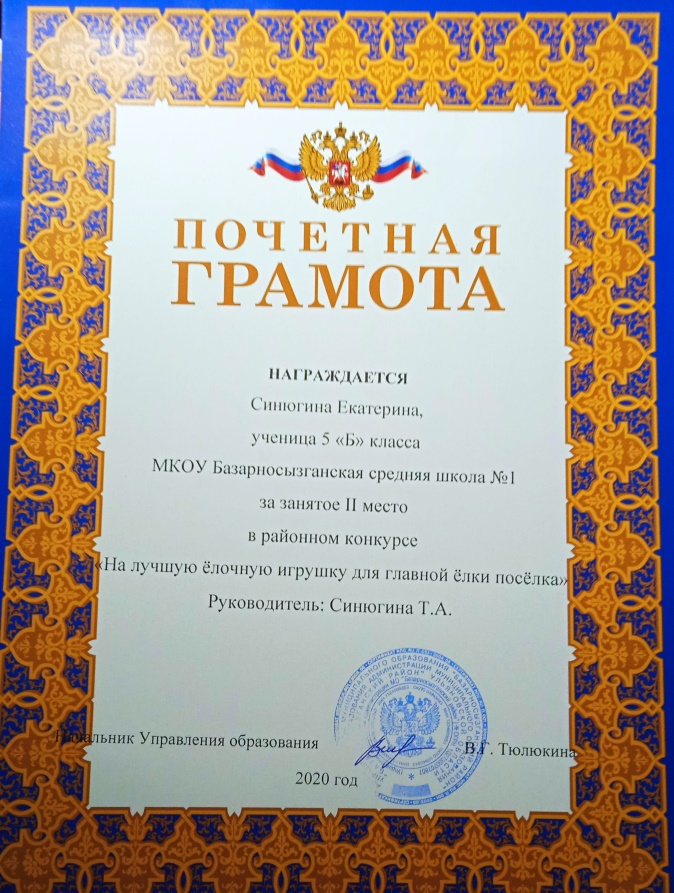 ПОЧЕТНАЯ
ГРАМОТА
НАГРАЖДАЕТСЯ
Синюгина Екатерина,
ученица 5 «Б» класса
МКОУ Базарносызганская средняя школа №1
за занятое II место
в районном конкурсе
«На лучшую ёлочную игрушку для главной ёлки посёлка»
Руководитель: Синюгина Т.А.
Начальник Управления образования
В.Г. Тюлюкина
2020 год